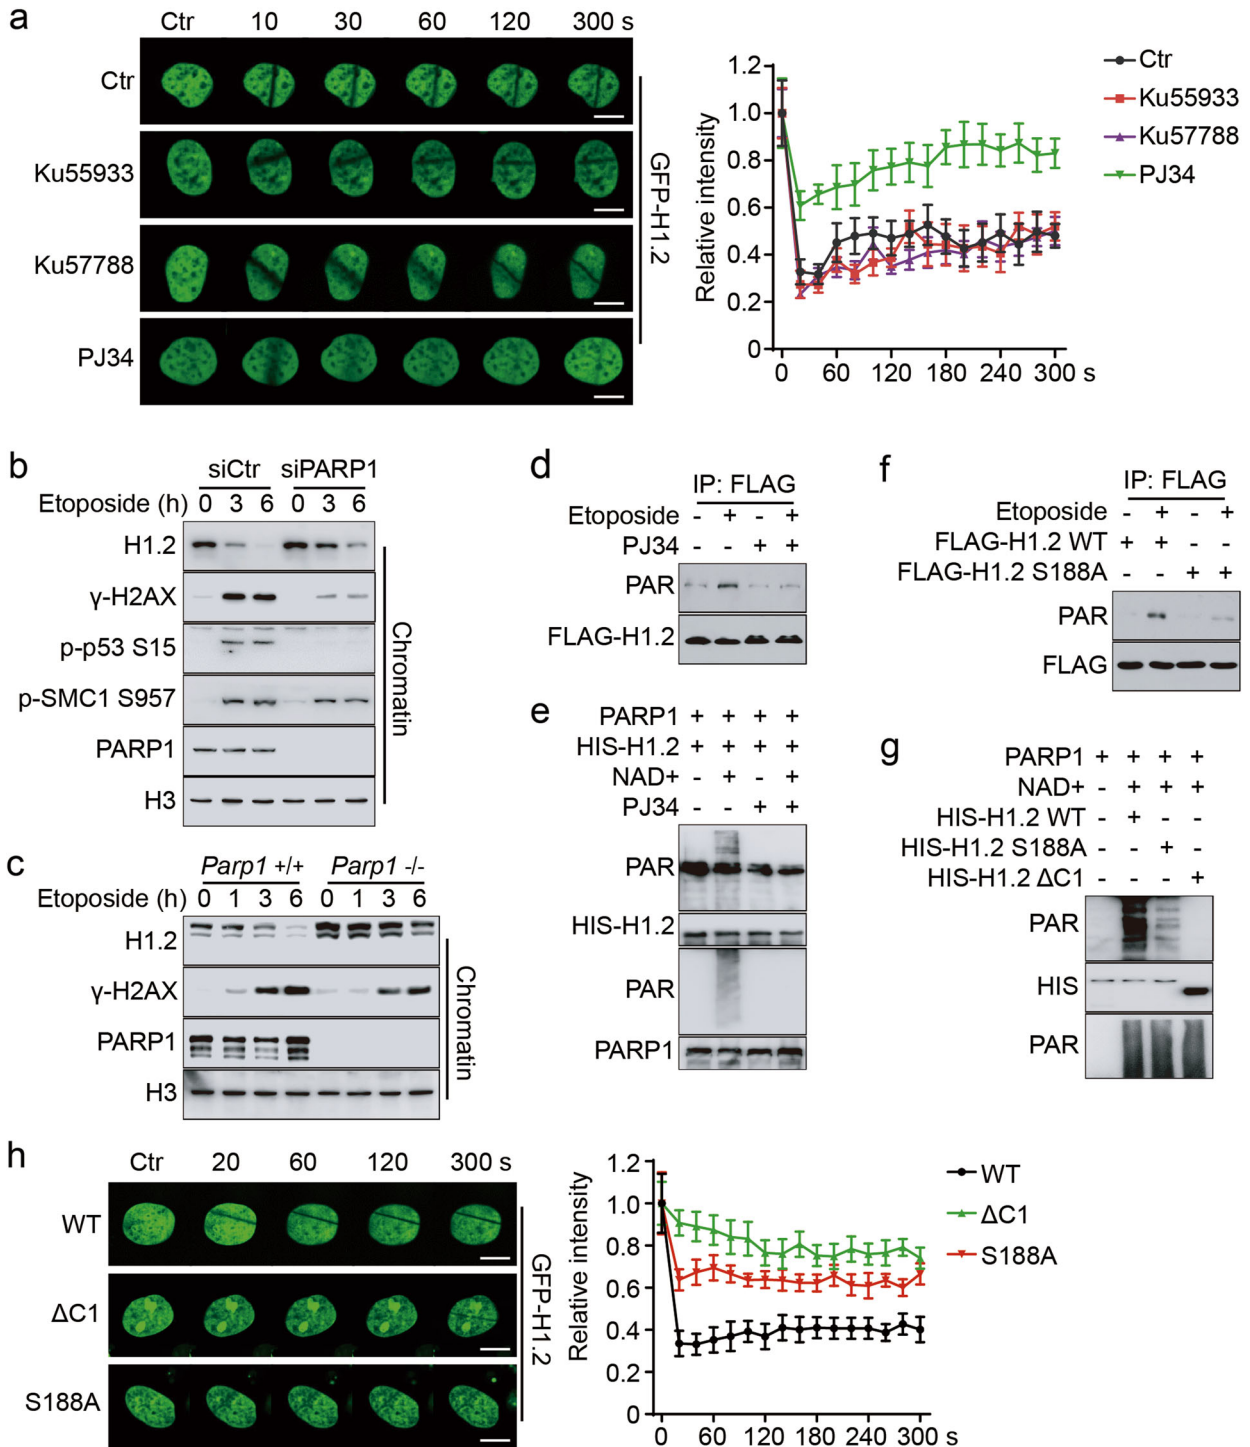 a
Ctr 10 30 60 120 300 s
Ctr
Ku55933
Ku57788
PJ34
GFP-H1.2
Relative intensity
1.2
1.0
0.8
0.6
0.4
0.2
0
0 60 120 180 240 300 s
Ctr
Ku55933
Ku57788
PJ34
b
siCtr siPARP1
Etoposide (h) 0 3 6 0 3 6
H1.2
γ-H2AX
p-p53 S15
p-SMC1 S957
PARP1
H3
Chromatin
c
Parp1 +/+ Parp1 -/-
Etoposide (h) 0 1 3 6 0 1 3 6
H1.2
γ-H2AX
PARP1
H3
Chromatin
d
IP: FLAG
Etoposide - + - +
PJ34 - - + +
PAR
FLAG-H1.2
e
PARP1 + + + +
HIS-H1.2 + + + +
NAD+ - + - +
PJ34 - - + +
PAR
HIS-H1.2
PAR
PARP1
f
IP: FLAG
Etoposide - + - +
FLAG-H1.2 WT + + - -
FLAG-H1.2 S188A - - + +
PAR
FLAG
g
PARP1 + + + +
NAD+ - + + +
HIS-H1.2 WT - + - -
HIS-H1.2 S188A - - + -
HIS-H1.2 ΔC1 - - - +
PAR
HIS
PAR
h
Ctr 20 60 120 300 s
WT
ΔC1
S188A
GFP-H1.2
Relative intensity
1.2
1.0
0.8
0.6
0.4
0.2
0
0 60 120 180 240 300 s
WT
ΔC1
S188A